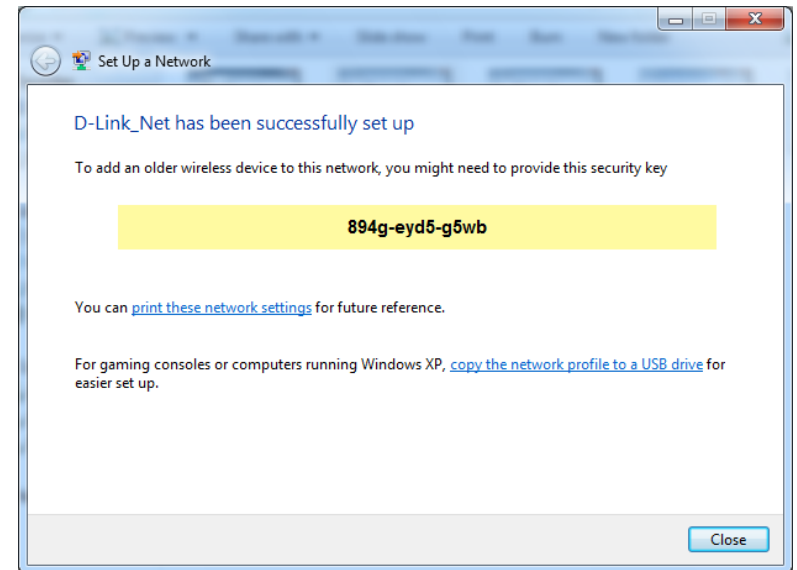 Set Up a Network
D-Link_Net has been successfully set up
To add an older wireless device to this network, you might need to provide this security key
894g-eyd5-g5wb
You can print these network settings for future reference.
For gaming consoles or computers running Windows XP, copy the network profile to a USB drive for
easier set up.
Close